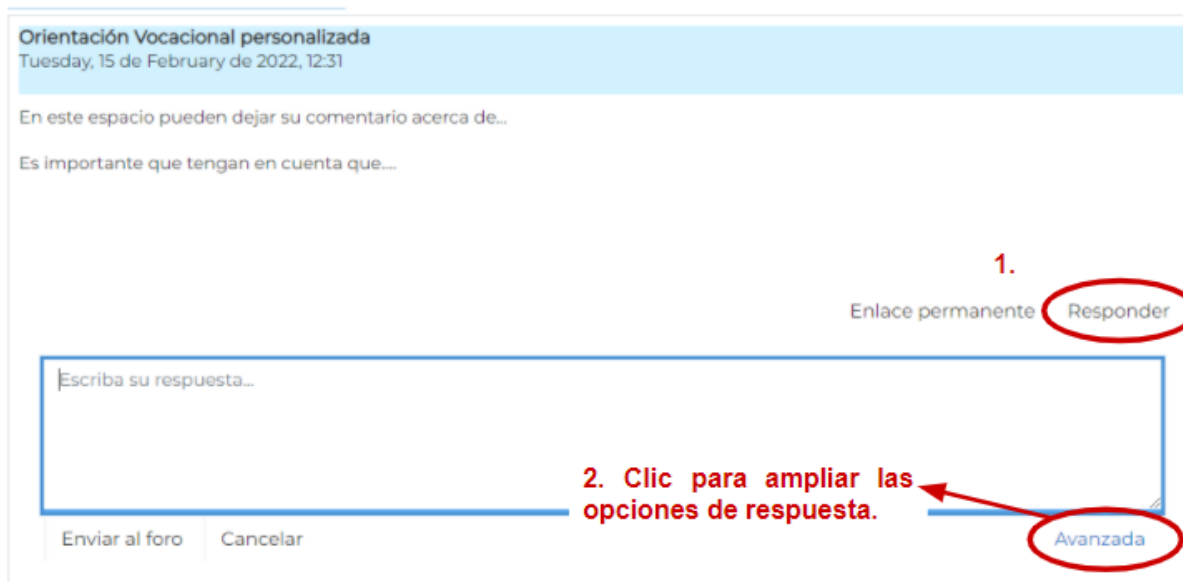 Orientación Vocacional personalizada
Tuesday, 15 de February de 2022, 12:31
En este espacio pueden dejar su comentario acerca de...
Es importante que tengan en cuenta que....
1.
Enlace permanente Responder
Escriba su respuesta...
2. Clic para ampliar las
opciones de respuesta.
Enviar al foro Cancelar Avanzada